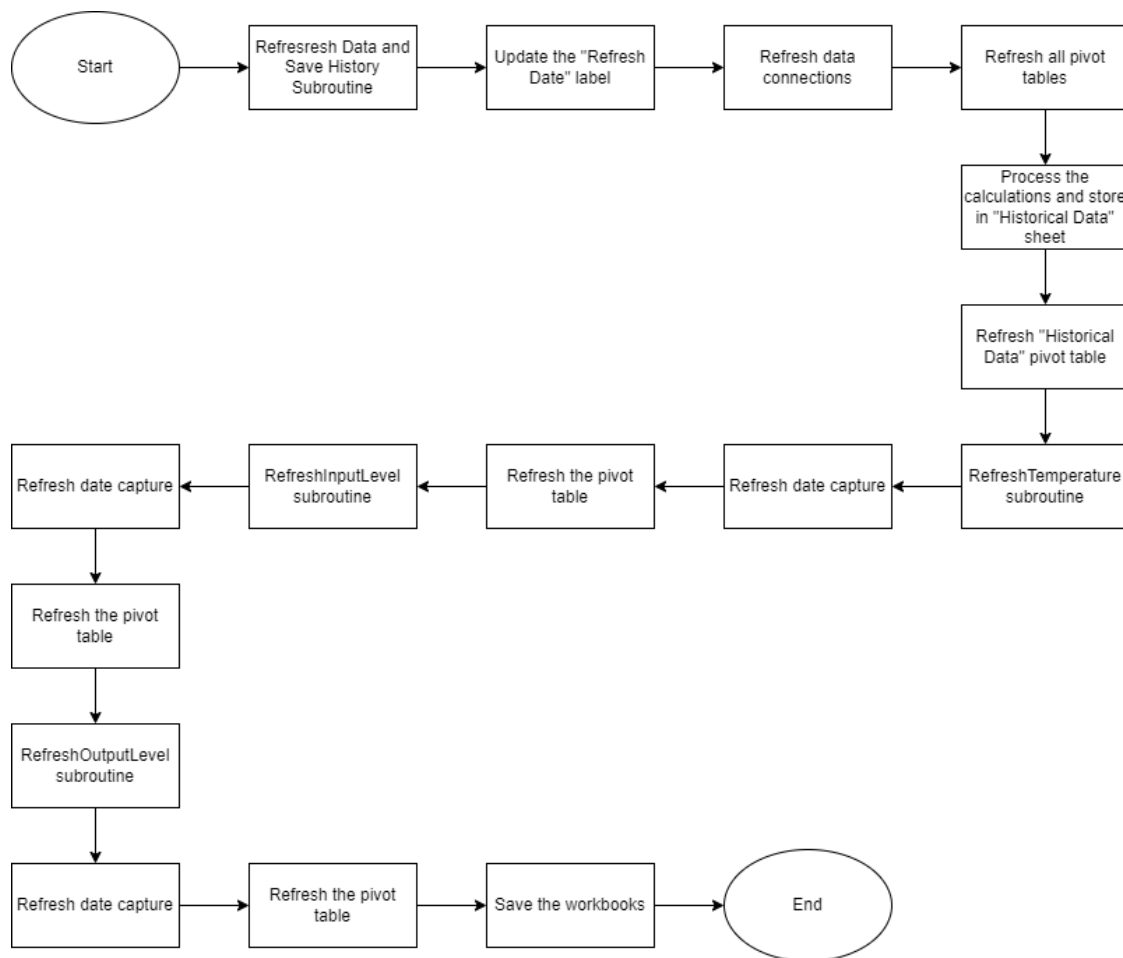 Start
Refresresh Data and
Save History
Subroutine
Update the "Refresh
Date" label
Refresh data
connections
Refresh all pivot
tables
Process the
calculations and store
in "Historical Data"
sheet
Refresh "Historical
Data" pivot table
RefreshTemperature
subroutine
Refresh date capture
Refresh the pivot
table
RefreshInputLevel
subroutine
Refresh date capture
Refresh the pivot
table
RefreshOutputLevel
subroutine
Refresh date capture
Refresh the pivot
table
Save the workbooks
End